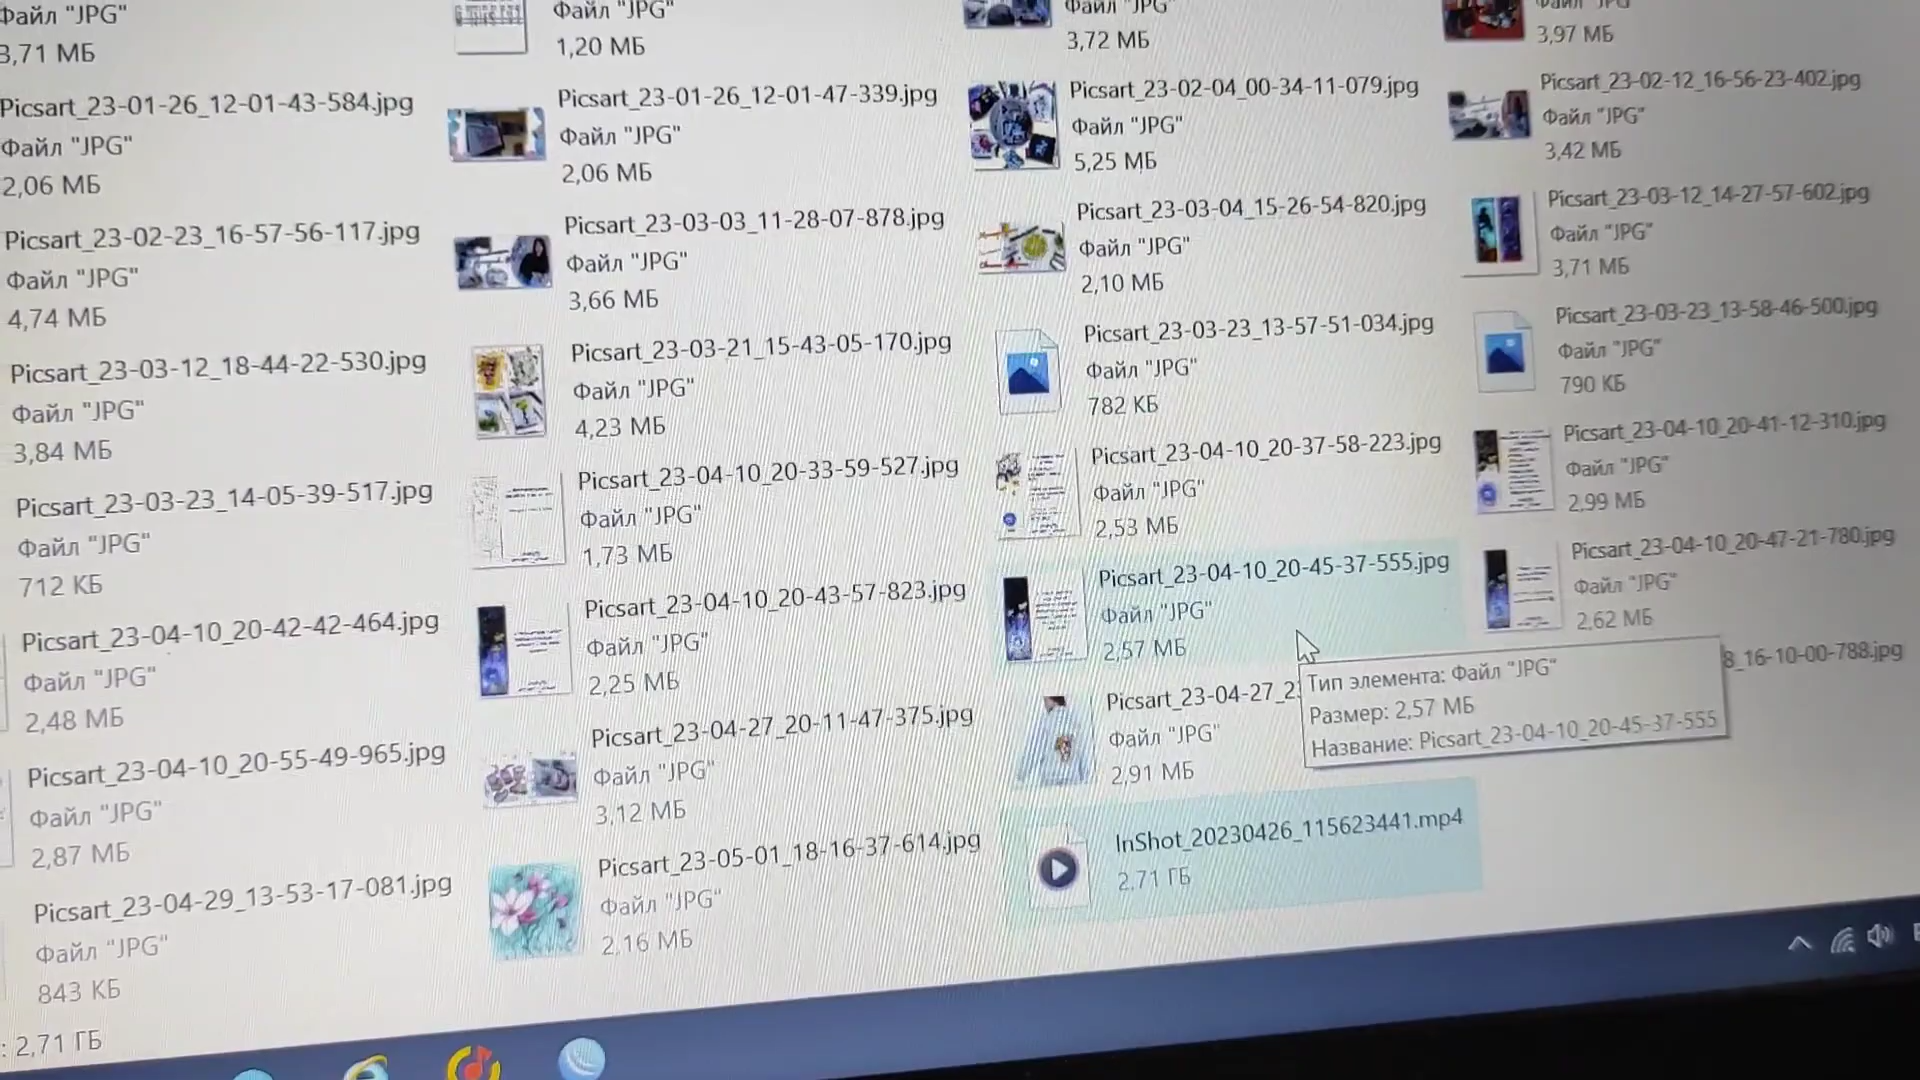 Файл "JPG"
3,71 МБ
Файл "JPG"
1,20 МБ
Файл "JPG"
3,72 МБ
Файл "JPG"
3,97 МБ
Picsart_23-01-26_12-01-43-584.jpg
Файл "JPG"
2,06 МБ
Picsart_23-01-26_12-01-47-339.jpg
Файл "JPG"
2,06 МБ
Picsart_23-02-04_00-34-11-079.jpg
Файл "JPG"
5,25 МБ
Picsart_23-02-12_16-56-23-402.jpg
Файл "JPG"
3,42 МБ
Picsart_23-02-23_16-57-56-117.jpg
Файл "JPG"
4,74 МБ
Picsart_23-03-03_11-28-07-878.jpg
Файл "JPG"
3,66 МБ
Picsart_23-03-04_15-26-54-820.jpg
Файл "JPG"
2,10 МБ
Picsart_23-03-12_14-27-57-602.jpg
Файл "JPG"
3,71 МБ
Picsart_23-03-12_18-44-22-530.jpg
Файл "JPG"
3,84 МБ
Picsart_23-03-21_15-43-05-170.jpg
Файл "JPG"
4,23 МБ
Picsart_23-03-23_13-57-51-034.jpg
Файл "JPG"
782 КБ
Picsart_23-03-23_13-58-46-500.jpg
Файл "JPG"
790 КБ
Picsart_23-03-23_14-05-39-517.jpg
Файл "JPG"
712 КБ
Picsart_23-04-10_20-33-59-527.jpg
Файл "JPG"
1,73 МБ
Picsart_23-04-10_20-37-58-223.jpg
Файл "JPG"
2,53 МБ
Picsart_23-04-10_20-41-12-310.jpg
Файл "JPG"
2,99 МБ
Picsart_23-04-10_20-42-42-464.jpg
Файл "JPG"
2,48 МБ
Picsart_23-04-10_20-43-57-823.jpg
Файл "JPG"
2,25 МБ
Picsart_23-04-10_20-45-37-555.jpg
Файл "JPG"
2,57 МБ
Picsart_23-04-10_20-47-21-780.jpg
Файл "JPG"
2,62 МБ
Picsart_23-04-10_20-55-49-965.jpg
Файл "JPG"
2,87 МБ
Picsart_23-04-27_20-11-47-375.jpg
Файл "JPG"
3,12 МБ
Picsart_23-04-27_2
Файл "JPG"
2,91 МБ
8_16-10-00-788.jpg
Тип элемента: Файл "JPG"
Размер: 2,57 МБ
Название: Picsart_23-04-10_20-45-37-555
Picsart_23-04-29_13-53-17-081.jpg
Файл "JPG"
843 КБ
Picsart_23-05-01_18-16-37-614.jpg
Файл "JPG"
2,16 МБ
InShot_20230426_115623441.mp4
2,71 ГБ
: 2,71 ГБ